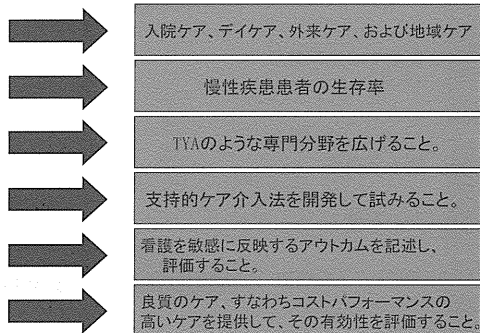 入院ケア、デイケア、外来ケア、および地域ケア
慢性疾患患者の生存率
TYAのような専門分野を広げること。
支持的ケア介入法を開発して試みること。
看護を敏感に反映するアウトカムを記述し、
評価すること。
良質のケア、すなわちコストパフォーマンスの
高いケアを提供して、その有効性を評価すること。